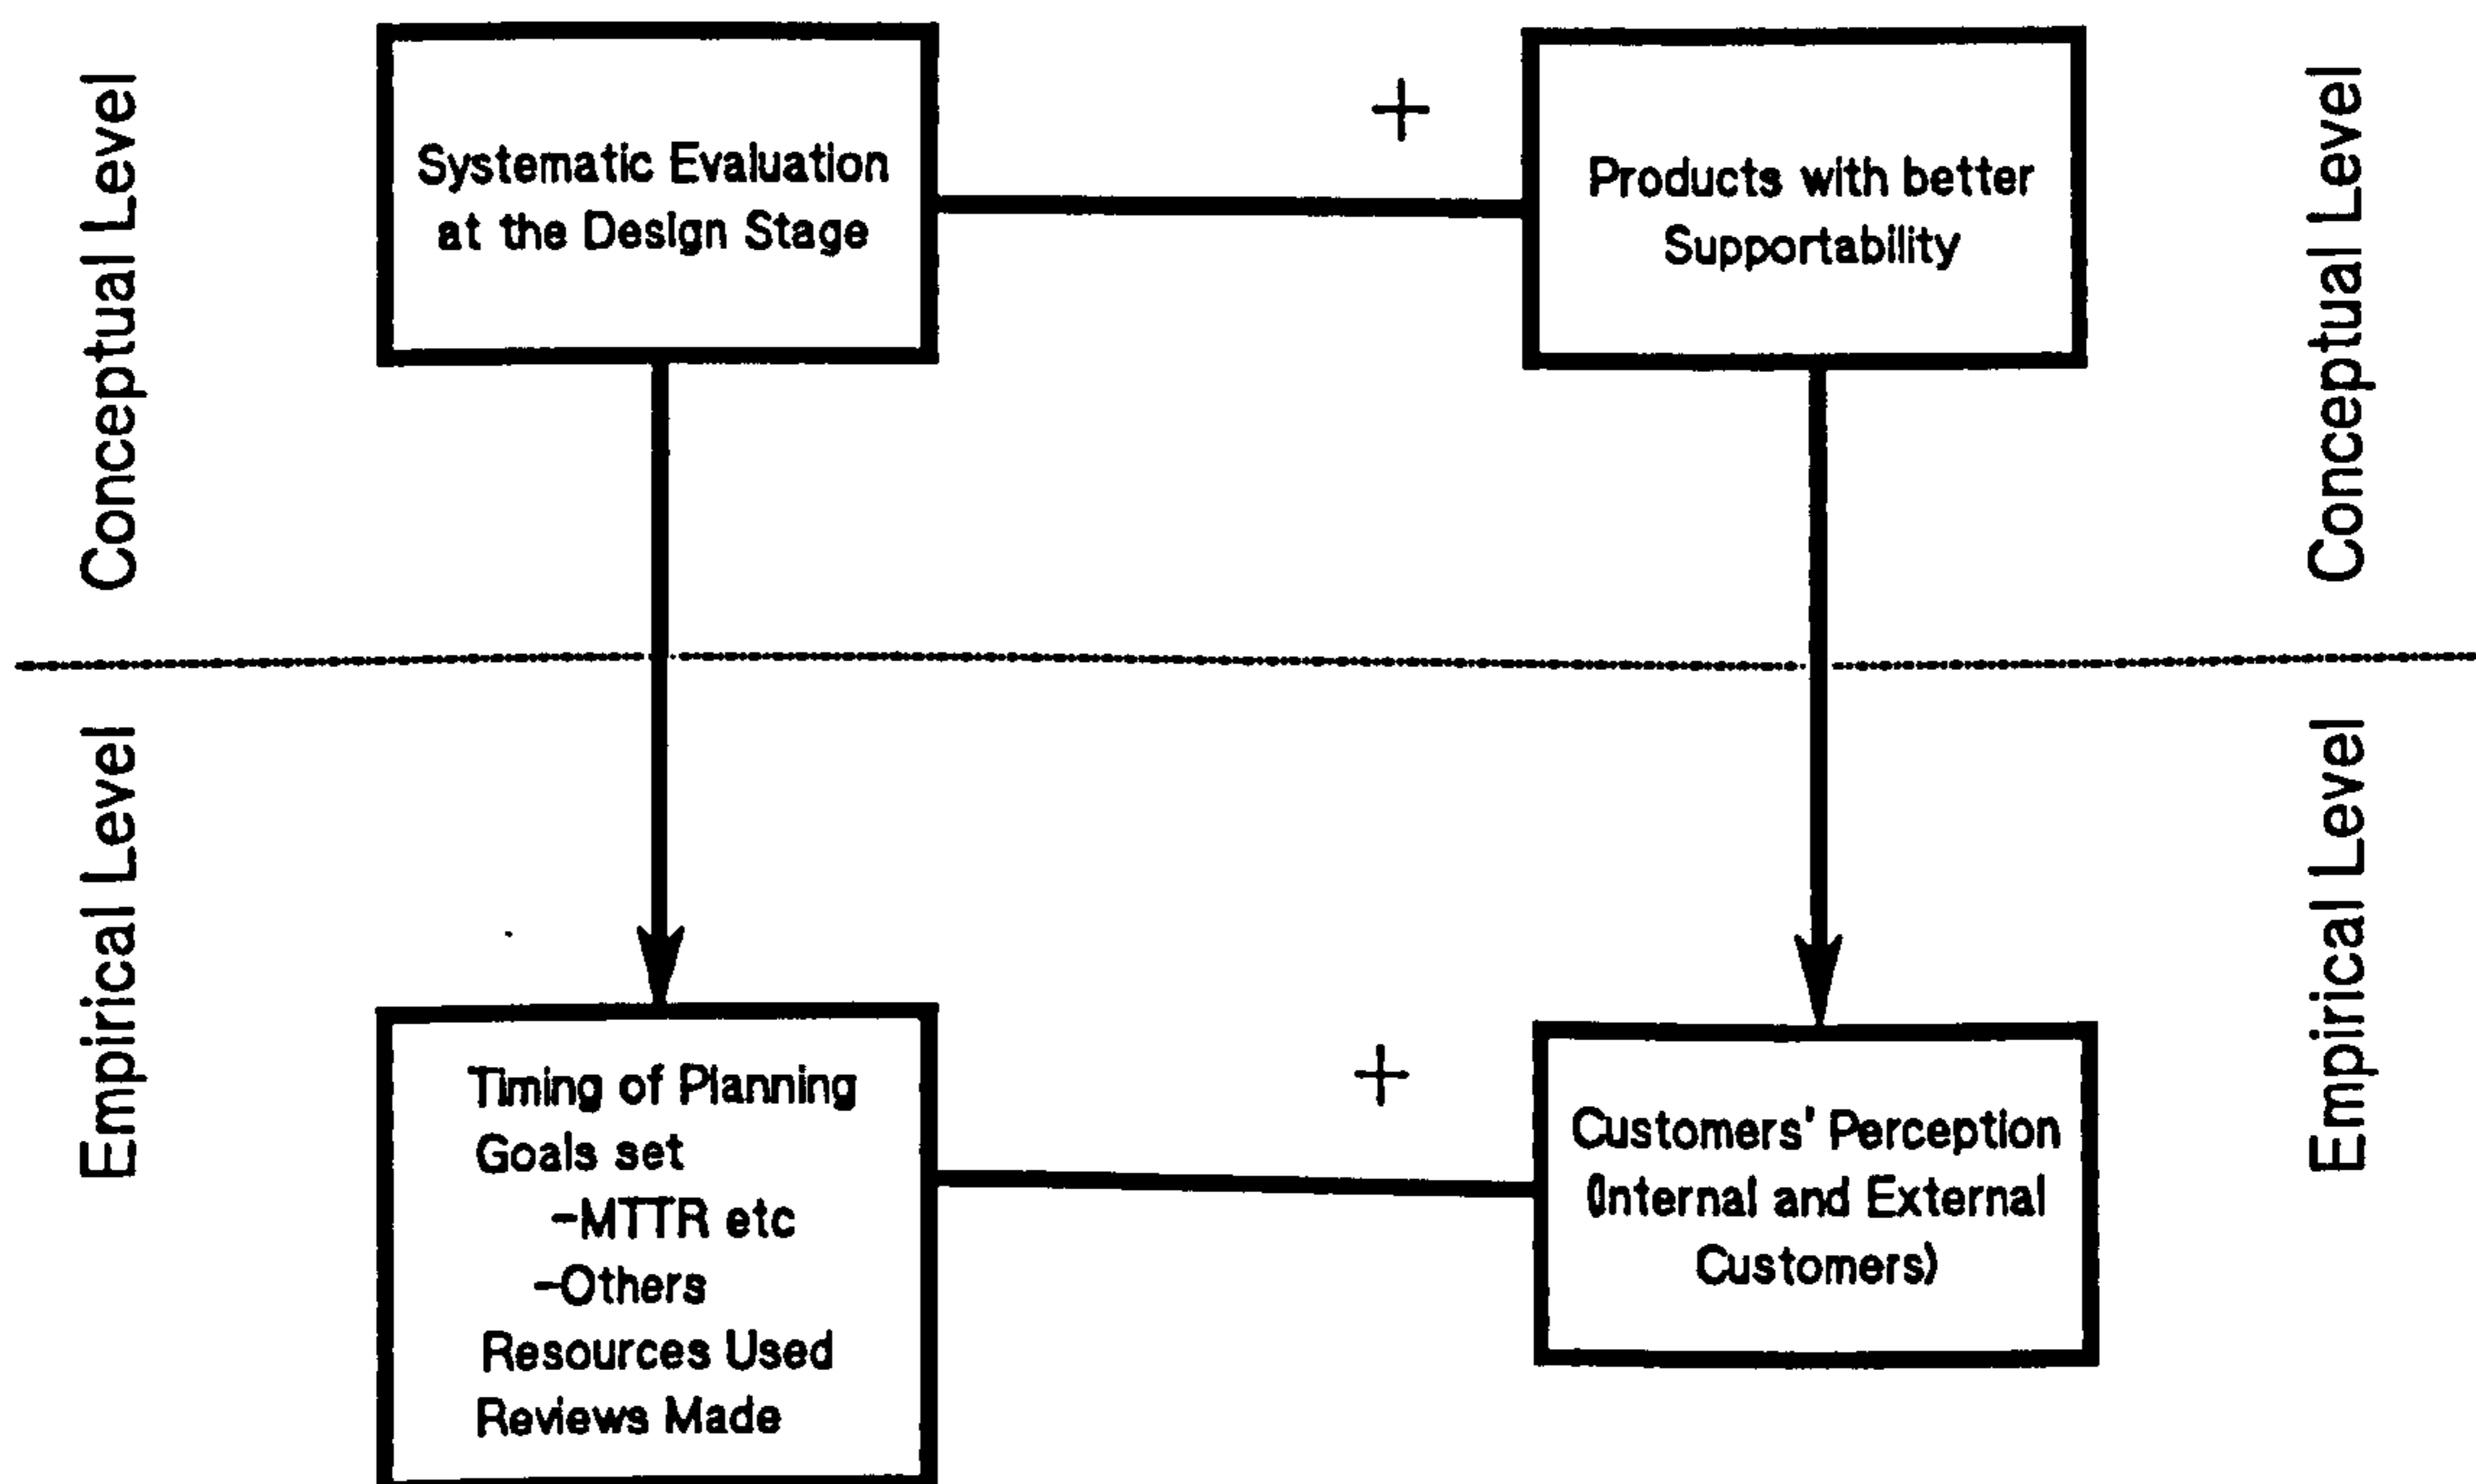 Conceptual Level
Systematic Evaluation
at the Design Stage
+
Products with better
Supportability
Conceptual Level
Empirical Level
Timing of Planning
Goals set
-MTTR etc
-Others
Resources Used
Reviews Made
+
Customers' Perception
(Internal and External
Customers)
Empirical Level